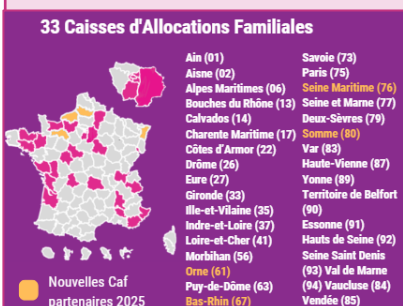 33 Caisses d'Allocations Familiales
Ain (01)
Aisne (02)
Alpes Maritimes (06)
Bouches du Rhône (13)
Calvados (14)
Charente Maritime (17)
Côtes d'Armor (22)
Drôme (26)
Eure (27)
Gironde (33)
Ille-et-Vilaine (35)
Indre-et-Loire (37)
Loire-et-Cher (41)
Morbihan (56)
Orne (61)
Puy-de-Dôme (63)
Bas-Rhin (67)
Savoie (73)
Paris (75)
Seine Maritime (76)
Seine et Marne (77)
Deux-Sèvres (79)
Somme (80)
Var (83)
Haute-Vienne (87)
Yonne (89)
Territoire de Belfort
(90)
Essonne (91)
Hauts de Seine (92)
Seine Saint Denis
(93) Val de Marne
(94) Vaucluse (84)
Vendée (85)
Nouvelles Caf
partenaires 2025